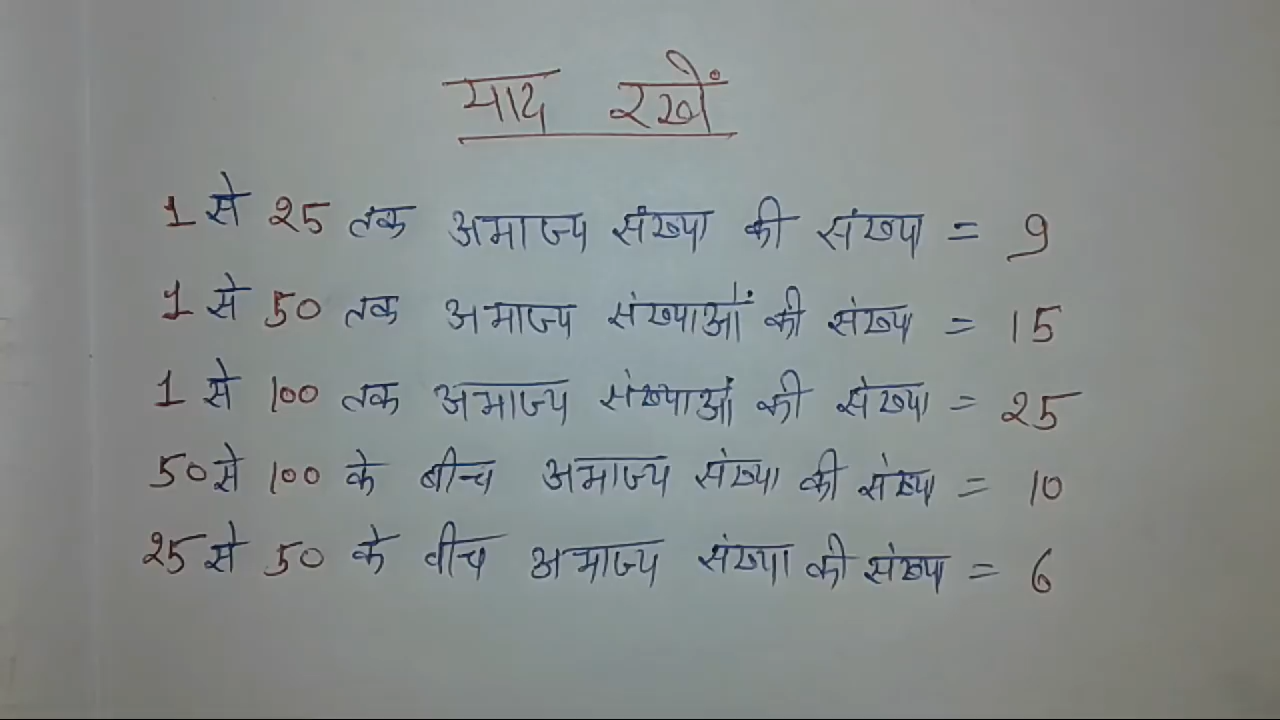 याद रखें
1 से 25 तक अभाज्य संख्या की संख्या = 9
1 से 50 तक अभाज्य संख्याओं की संख्या = 15
1 से 100 तक अभाज्य संख्याओं की संख्या = 25
50 से 100 के बीच अभाज्य संख्या की संख्या = 10
25 से 50 के बीच अभाज्य संख्या की संख्या = 6